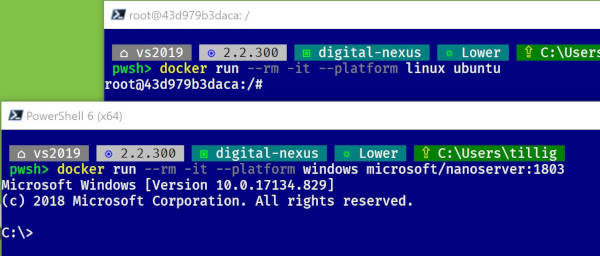 root@43d979b3daca: /
vs2019 2.2.300 digital-nexus Lower C:\Users
pwsh> docker run --rm -it --platform linux ubuntu
root@43d979b3daca:/#
PowerShell 6 (x64)
vs2019 2.2.300 digital-nexus Lower C:\Users\tillig
pwsh> docker run --rm -it --platform windows microsoft/nanoserver:1803
Microsoft Windows [Version 10.0.17134.829]
(c) 2018 Microsoft Corporation. All rights reserved.
C:\>